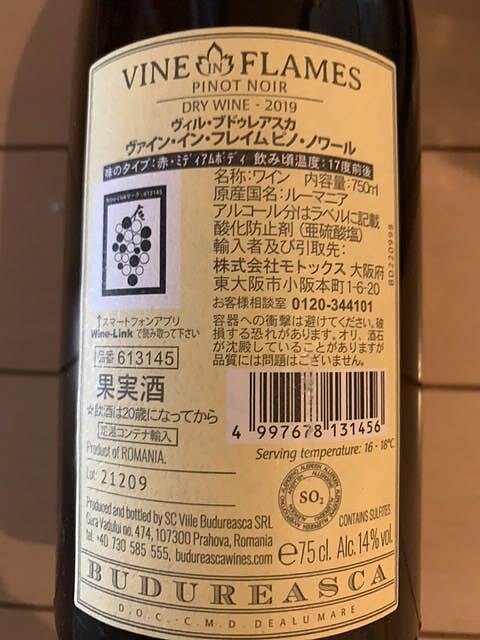 VINE IN FLAMES
PINOT NOIR
DRY WINE - 2019
ヴィル・ブドゥレアスカ
ヴァイン・イン・フレイム ピノ・ノワール
味のタイプ:赤・ミディアムボディ 飲み頃温度:17度前後
名称:ワイン 内容量:750ml
原産国名:ルーマニア
アルコール分はラベルに記載
酸化防止剤(亜硫酸塩)
輸入者及び引取先:
株式会社モトックス 大阪府
東大阪市小阪本町1-6-20
お客様相談室 0120-344101
Wine-Linkマーク:613145
↑スマートフォンアプリ
Wine-Linkで読み取って下さい
品番 613145
容器への衝撃は避けてください。破
損する恐れがあります。オリ、酒石
が沈殿していることがありますが
品質には問題はございません。
果実酒
☆飲酒は20歳になってから
定温コンテナ輸入
4 997678 131456
Serving temperature: 16 - 18°C
Product of ROMANIA.
Lot: 21209
SO2
CONTAINS SULFITES
Produced and bottled by SC Viile Budureasca SRL
Gura Vadului no. 474, 107300 Prahova, Romania
tel. +40 730 585 555, budureascawines.com
e 75 cl. Alc. 14% vol.
BUDUREASCA
D.O.C. - C.M.D. DEALU MARE